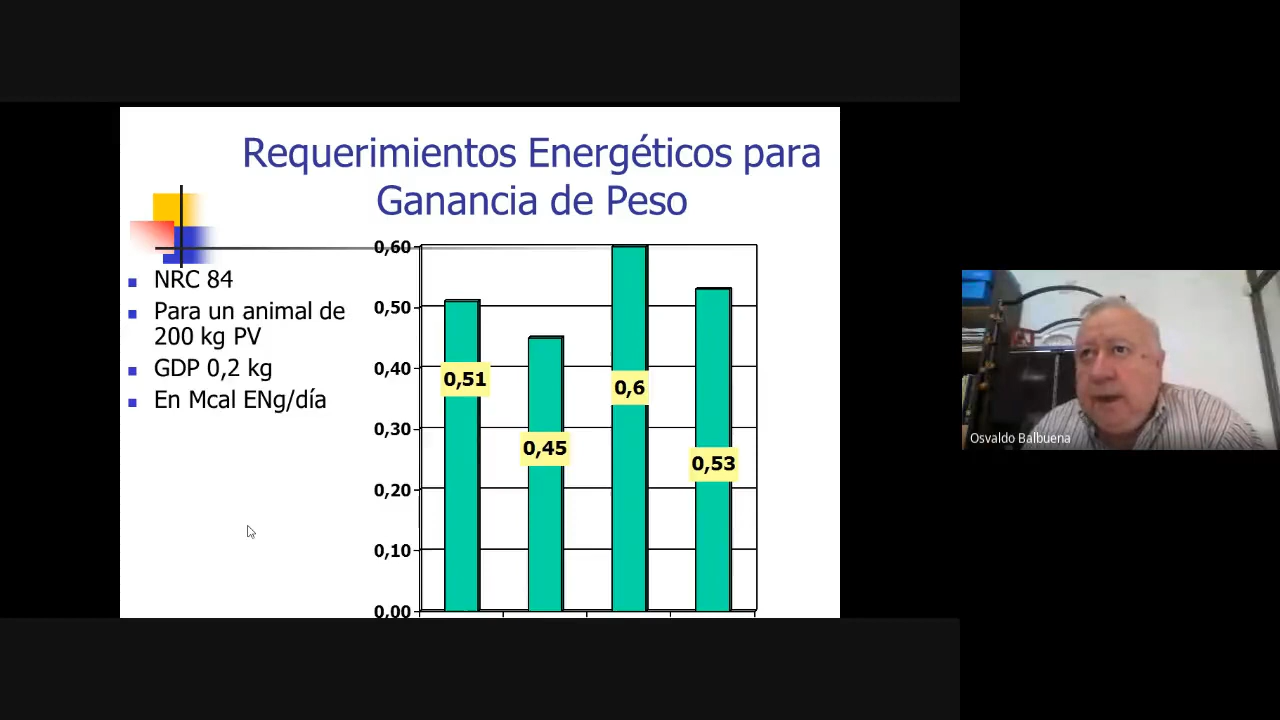 Requerimientos Energéticos para
Ganancia de Peso
NRC 84
Para un animal de
200 kg PV
GDP 0,2 kg
En Mcal ENg/día
0,60
0,50
0,40
0,30
0,20
0,10
0,00
0,51
0,45
0,6
0,53
Osvaldo Balbuena